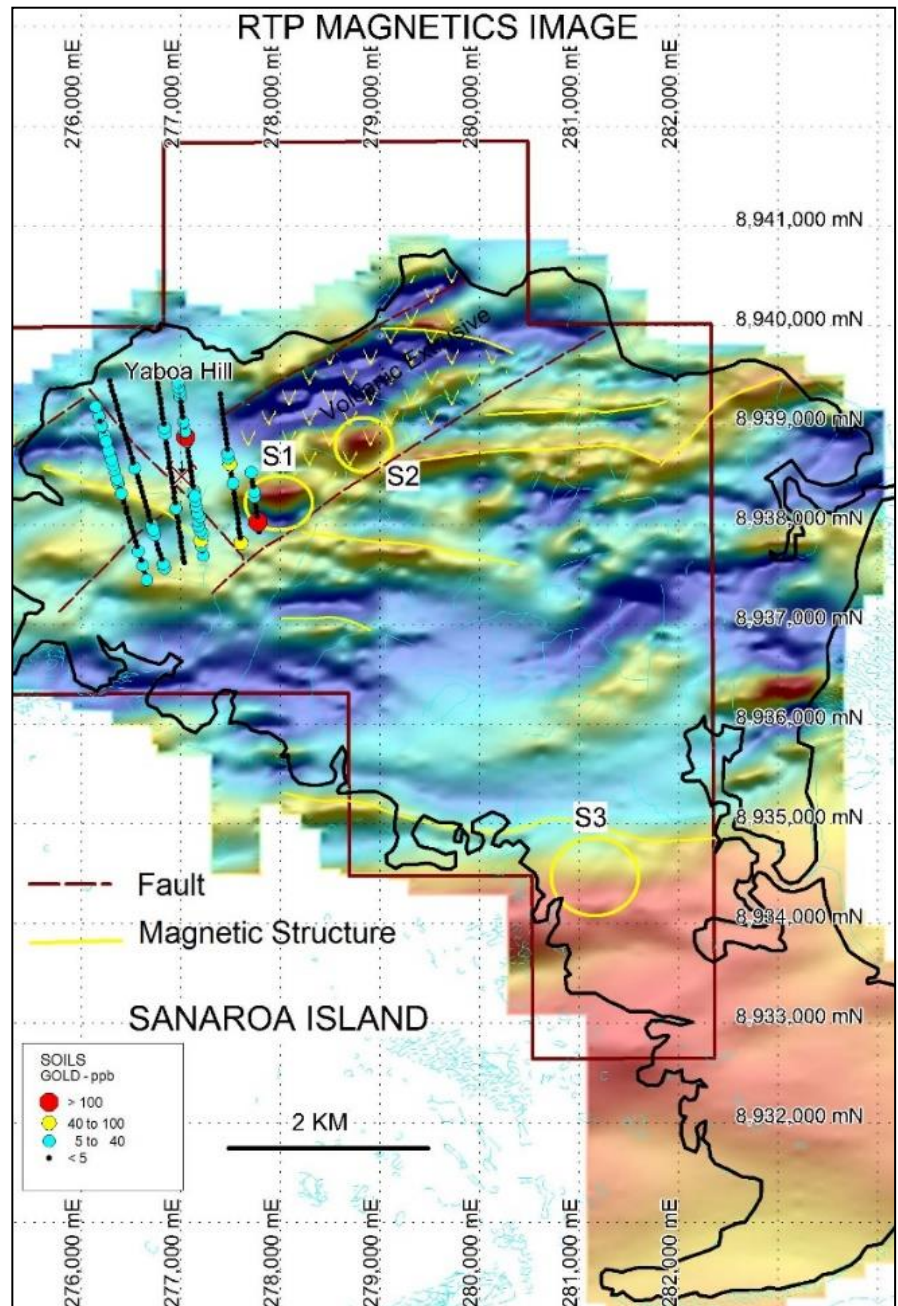 RTP MAGNETICS IMAGE
276,000 mE
277,000 mE
278,000 mE
279,000 mE
280,000 mE
281,000 mE
282,000 mE
8,941,000 mN
8,940,000 mN
Volcanic Extrusive
Yaboa Hill
8,939,000 mN
S1
S2
8,938,000 mN
8,937,000 mN
8,936,000 mN
8,935,000 mN
S3
Fault
8,934,000 mN
Magnetic Structure
SANAROA ISLAND
8,933,000 mN
SOILS
GOLD - ppb
> 100
40 to 100
5 to 40
< 5
2 KM
8,932,000 mN
276,000 mE
277,000 mE
278,000 mE
279,000 mE
280,000 mE
281,000 mE
282,000 mE